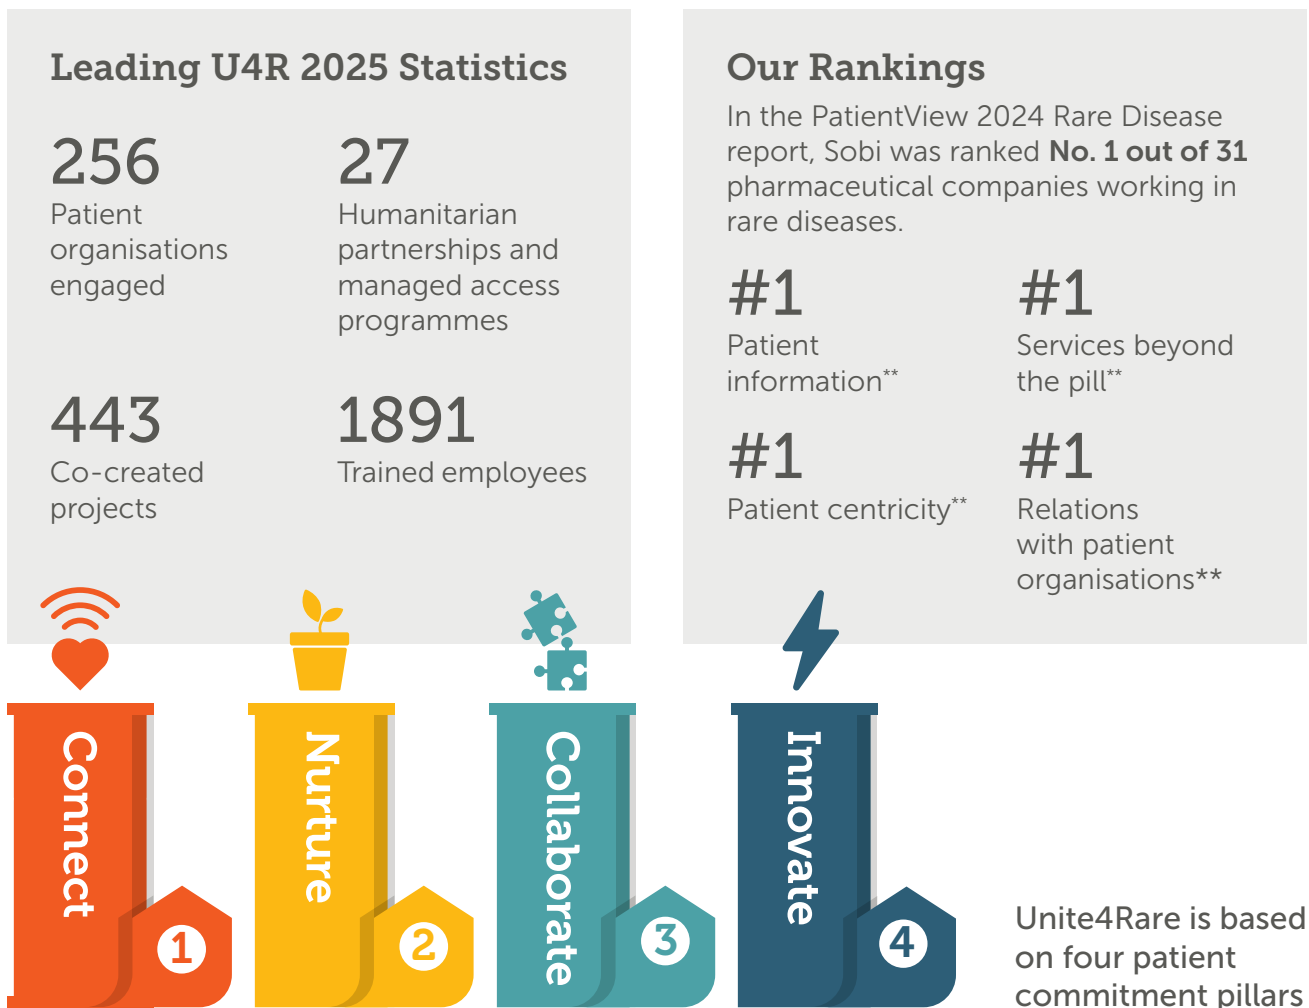 Leading U4R 2025 Statistics
256
Patient
organisations
engaged
27
Humanitarian
partnerships and
managed access
programmes
443
Co-created
projects
1891
Trained employees
Our Rankings
In the PatientView 2024 Rare Disease
report, Sobi was ranked No. 1 out of 31
pharmaceutical companies working in
rare diseases.
#1
Patient
information**
#1
Services beyond
the pill**
#1
Patient centricity**
#1
Relations
with patient
organisations**
Connect
1
Nurture
2
Collaborate
3
Innovate
4
Unite4Rare is based
on four patient
commitment pillars